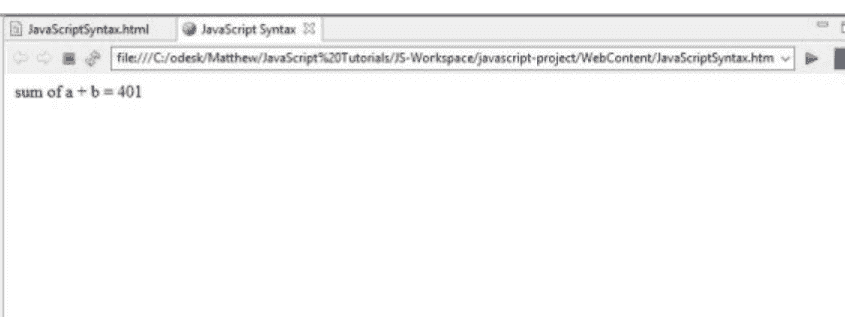 JavaScriptSyntax.html
JavaScript Syntax
file:///C:/odesk/Matthew/JavaScript%20Tutorials/JS-Workspace/javascript-project/WebContent/JavaScriptSyntax.htm
sum of a + b = 401